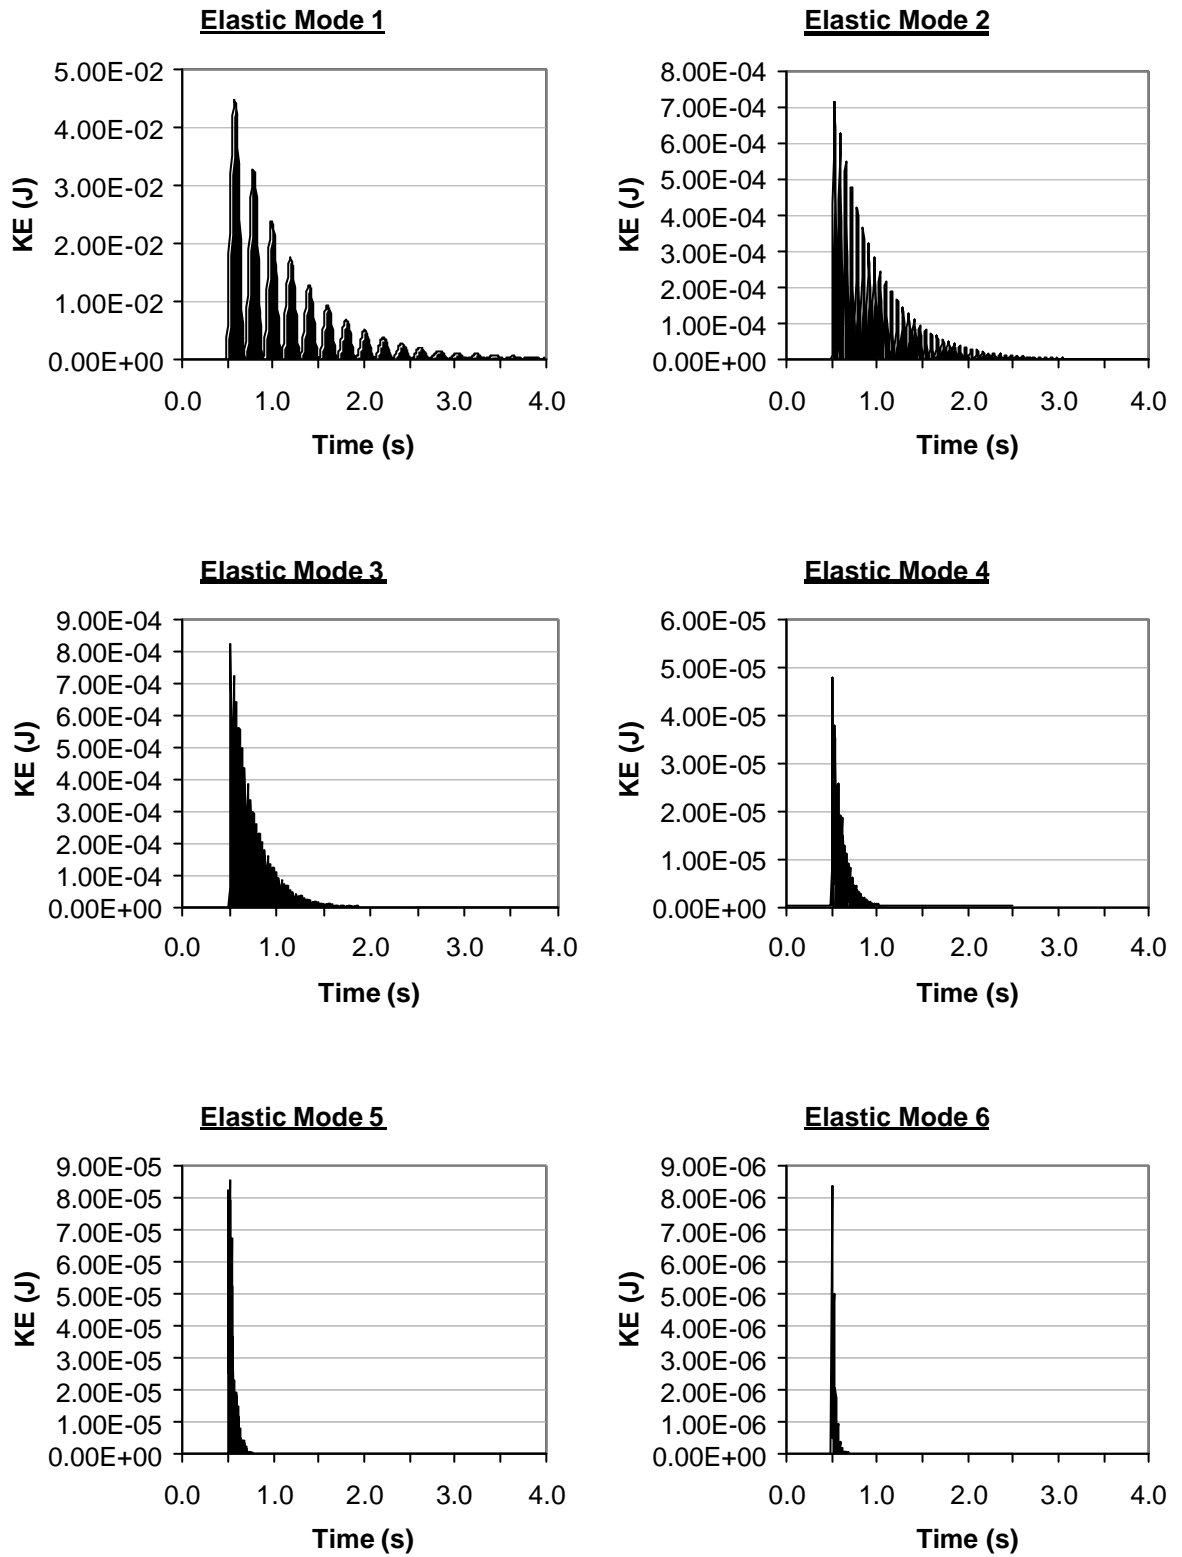 Elastic Mode 1
5.00E-02
4.00E-02
3.00E-02
2.00E-02
1.00E-02
0.00E+00
KE (J)
0.0 1.0 2.0 3.0 4.0
Time (s)
Elastic Mode 2
8.00E-04
7.00E-04
6.00E-04
5.00E-04
4.00E-04
3.00E-04
2.00E-04
1.00E-04
0.00E+00
KE (J)
0.0 1.0 2.0 3.0 4.0
Time (s)
Elastic Mode 3
9.00E-04
8.00E-04
7.00E-04
6.00E-04
5.00E-04
4.00E-04
3.00E-04
2.00E-04
1.00E-04
0.00E+00
KE (J)
0.0 1.0 2.0 3.0 4.0
Time (s)
Elastic Mode 4
6.00E-05
5.00E-05
4.00E-05
3.00E-05
2.00E-05
1.00E-05
0.00E+00
KE (J)
0.0 1.0 2.0 3.0 4.0
Time (s)
Elastic Mode 5
9.00E-05
8.00E-05
7.00E-05
6.00E-05
5.00E-05
4.00E-05
3.00E-05
2.00E-05
1.00E-05
0.00E+00
KE (J)
0.0 1.0 2.0 3.0 4.0
Time (s)
Elastic Mode 6
9.00E-06
8.00E-06
7.00E-06
6.00E-06
5.00E-06
4.00E-06
3.00E-06
2.00E-06
1.00E-06
0.00E+00
KE (J)
0.0 1.0 2.0 3.0 4.0
Time (s)